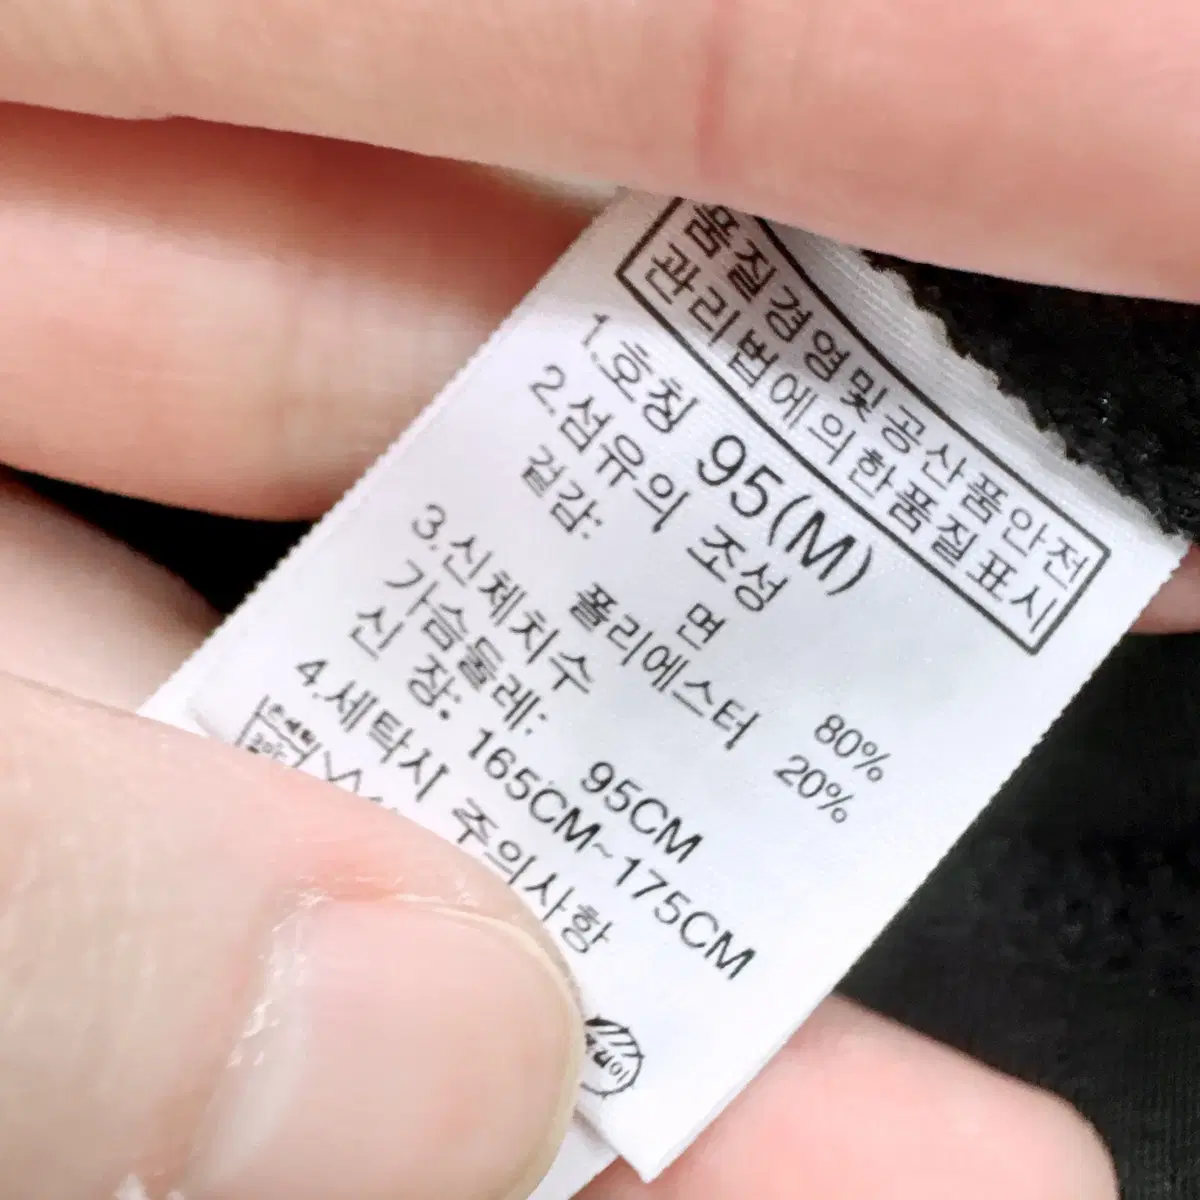 품질경영및공산품안전
관리법에의한품질표시
1.호칭 95(M)
2.섬유의 조성
겉감: 면 80%
폴리에스터 20%
3.신체치수
가슴둘레: 95CM
신 장: 165CM~175CM
4.세탁시 주의사항